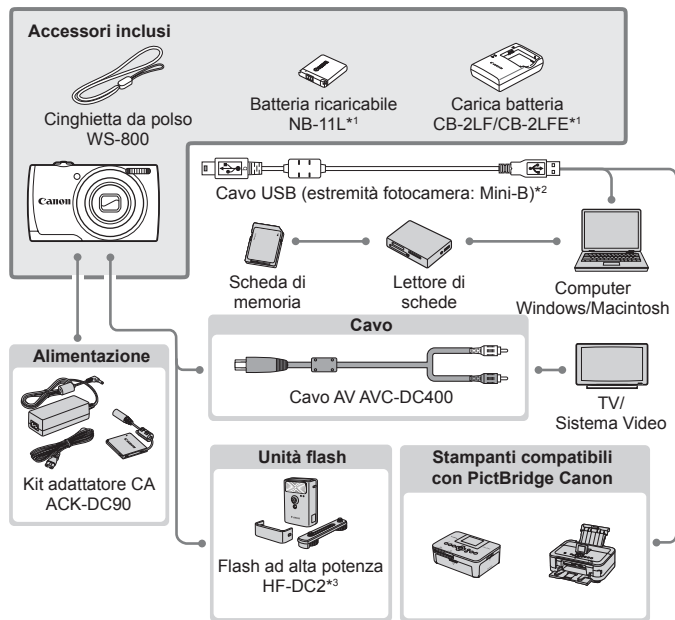 Accessori inclusi
Cinghietta da polso
WS-800
Batteria ricaricabile
NB-11L*1
Carica batteria
CB-2LF/CB-2LFE*1
Canon
Cavo USB (estremità fotocamera: Mini-B)*2
Scheda di
memoria
Lettore di
schede
Computer
Windows/Macintosh
Cavo
Cavo AV AVC-DC400
TV/
Sistema Video
Alimentazione
Kit adattatore CA
ACK-DC90
Unità flash
Flash ad alta potenza
HF-DC2*3
Stampanti compatibili
con PictBridge Canon